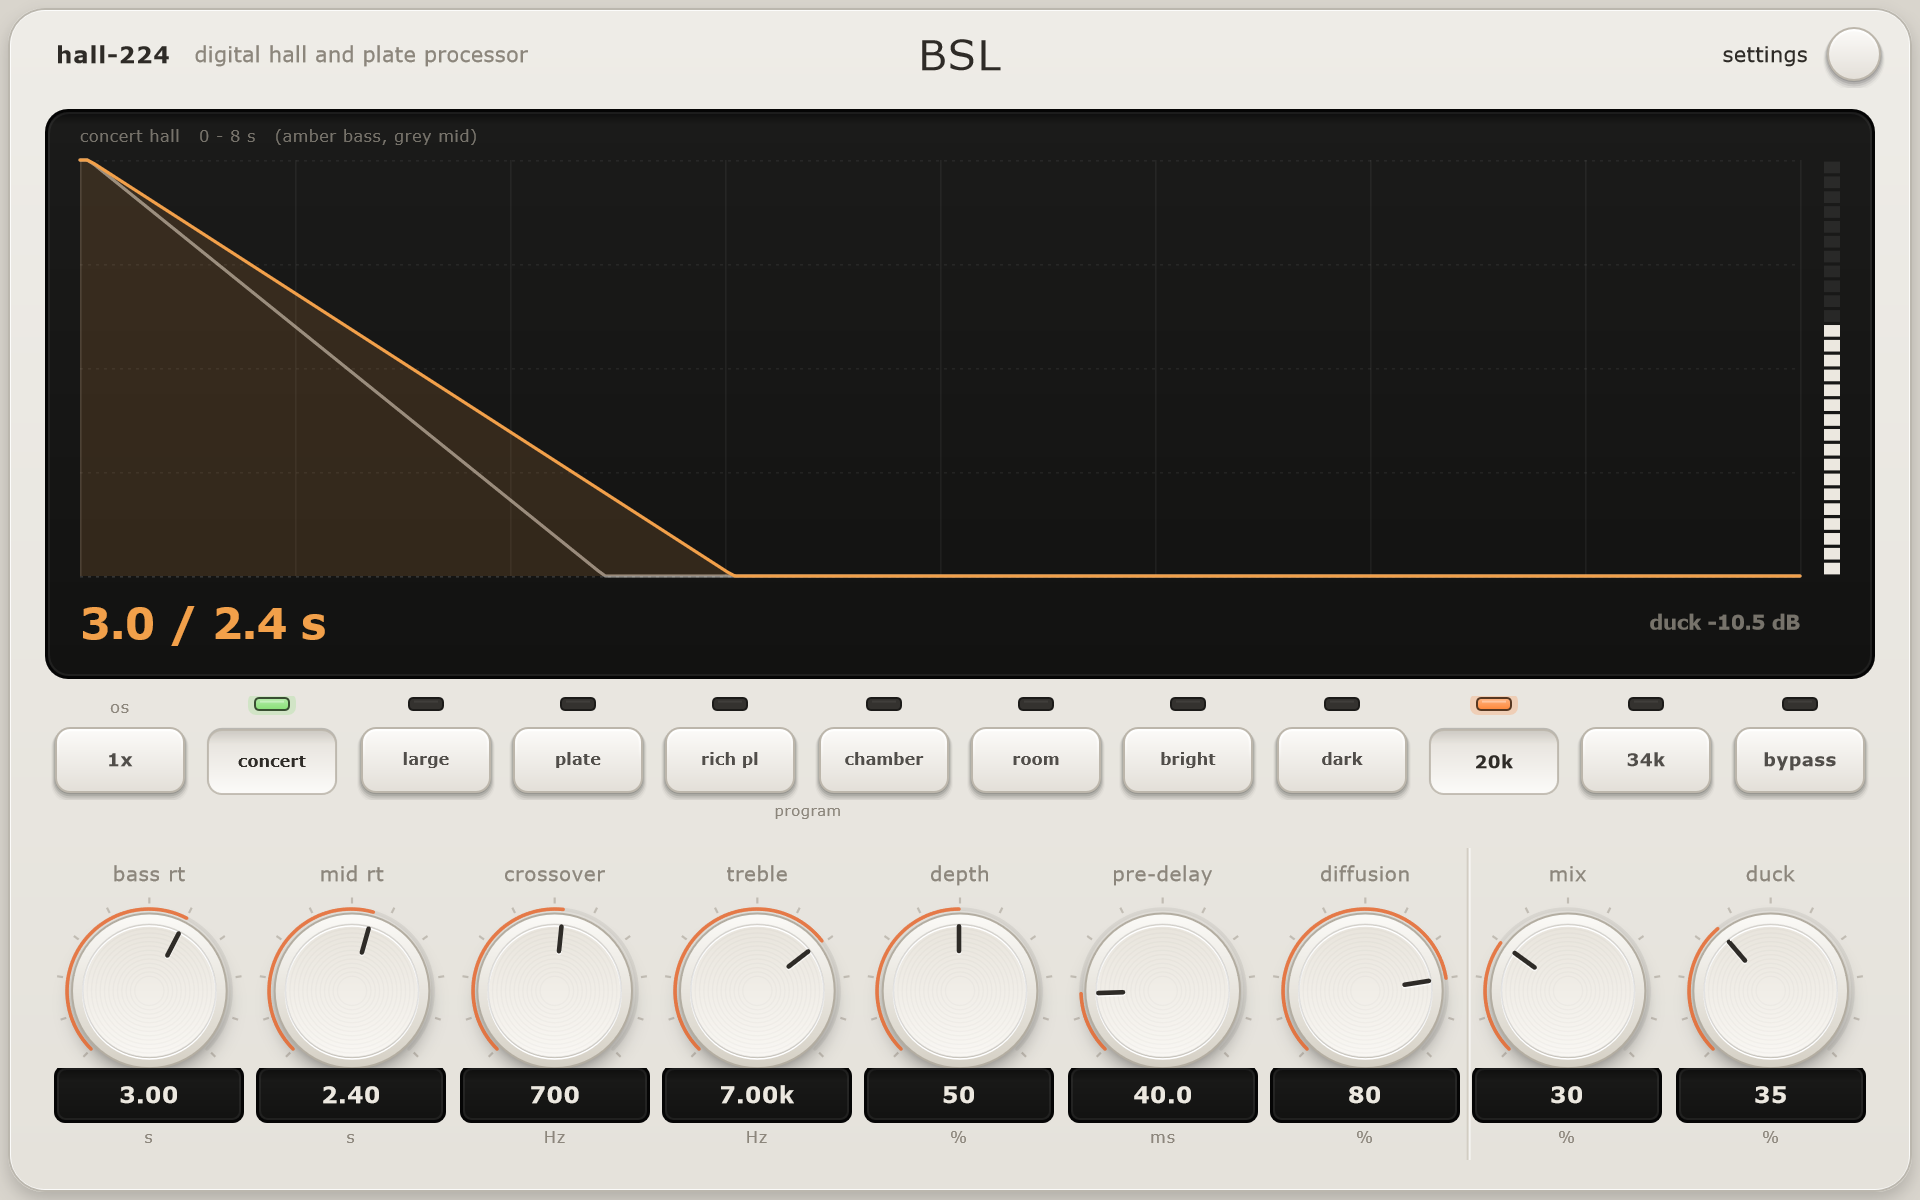 hall-224 digital hall and plate processor BSL settings
concert hall 0 - 8 s (amber bass, grey mid)
3.0 / 2.4 s duck -10.5 dB
os
1x concert large plate rich pl chamber room bright dark 20k 34k bypass
program
bass rt mid rt crossover treble depth pre-delay diffusion mix duck
3.00 2.40 700 7.00k 50 40.0 80 30 35
s s Hz Hz % ms % % %